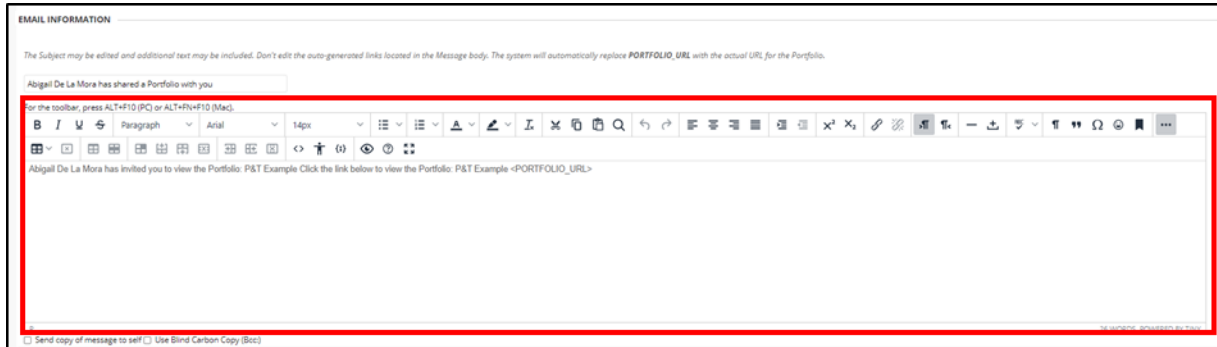 EMAIL INFORMATION
The Subject may be edited and additional text may be included. Don't edit the auto-generated links located in the Message body. The system will automatically replace PORTFOLIO_URL with the actual URL for the Portfolio.
Abigail De La Mora has shared a Portfolio with you
For the toolbar, press ALT+F10 (PC) or ALT+FN+F10 (Mac).
B I U S Paragraph Arial 14px
Abigail De La Mora has invited you to view the Portfolio: P&T Example Click the link below to view the Portfolio: P&T Example <PORTFOLIO_URL>
WORDS POWERED BY TINY
Send copy of message to self Use Blind Carbon Copy (Bcc)